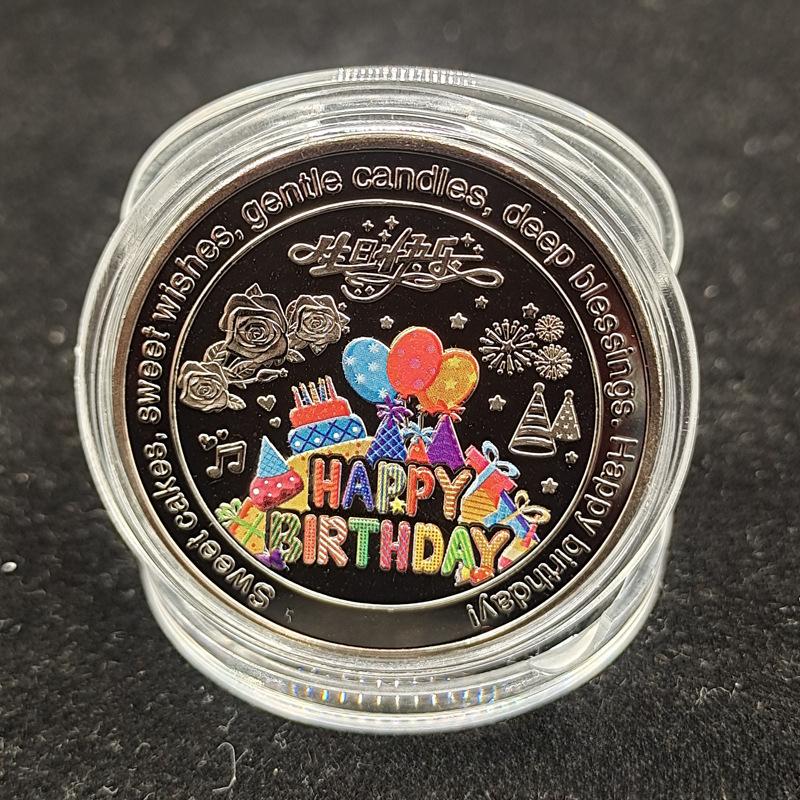 Sweet cakes, sweet wishes, gentle candles, deep blessings. Happy birthday!
生日快乐
HAPPY
BIRTHDAY